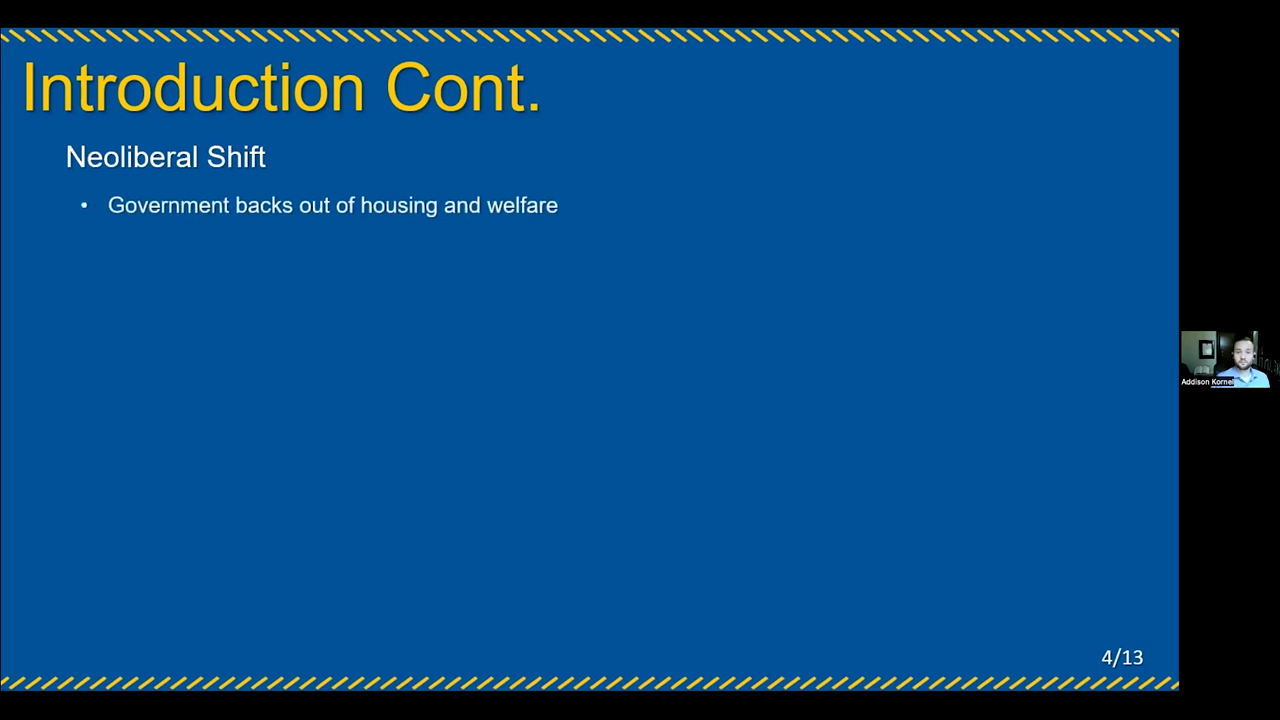 Introduction Cont.
Neoliberal Shift
• Government backs out of housing and welfare
Addison Kornel
4/13